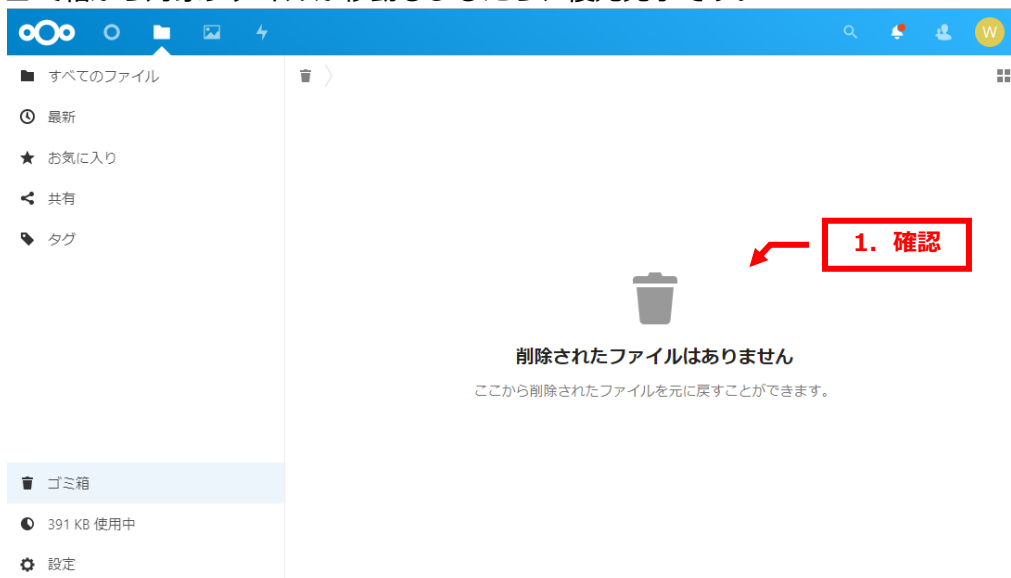 W
すべてのファイル
最新
お気に入り
共有
タグ
1. 確認
削除されたファイルはありません
ここから削除されたファイルを元に戻すことができます。
ゴミ箱
391 KB 使用中
設定